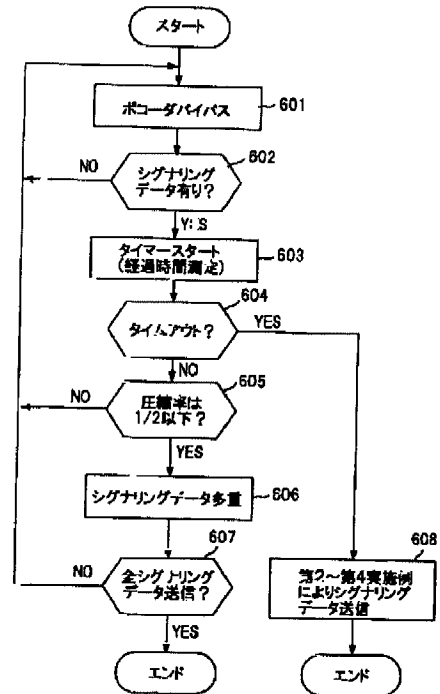 スタート
ボコーダバイパス
601
602
NO
シグナリング
データ有り?
YES
タイマースタート
(経過時間測定)
603
604
タイムアウト?
YES
NO
605
NO
圧縮率は
1/2以下?
YES
シグナリングデータ多重
606
607
NO
全シグナリング
データ送信?
608
第2〜第4実施例
によりシグナリング
データ送信
YES
エンド
エンド